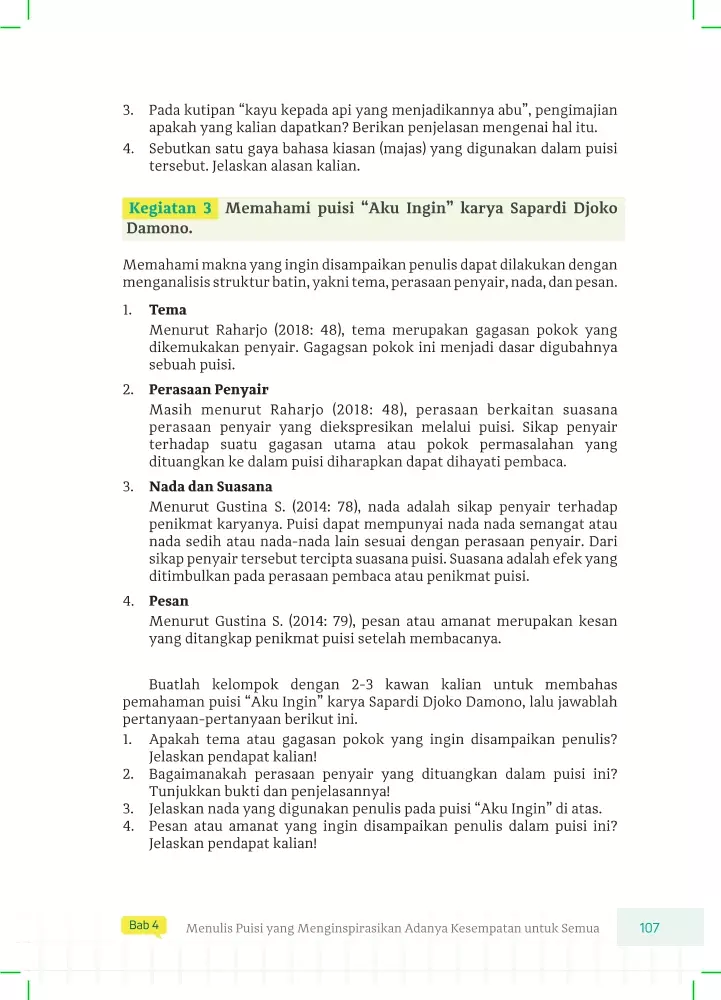 3. Pada kutipan “kayu kepada api yang menjadikannya abu”, pengimajian
apakah yang kalian dapatkan? Berikan penjelasan mengenai hal itu.
4. Sebutkan satu gaya bahasa kiasan (majas) yang digunakan dalam puisi
tersebut. Jelaskan alasan kalian.
Kegiatan 3 Memahami puisi “Aku Ingin” karya Sapardi Djoko
Damono.
Memahami makna yang ingin disampaikan penulis dapat dilakukan dengan
menganalisis struktur batin, yakni tema, perasaan penyair, nada, dan pesan.
1. Tema
Menurut Raharjo (2018: 48), tema merupakan gagasan pokok yang
dikemukakan penyair. Gagagsan pokok ini menjadi dasar digubahnya
sebuah puisi.
2. Perasaan Penyair
Masih menurut Raharjo (2018: 48), perasaan berkaitan suasana
perasaan penyair yang diekspresikan melalui puisi. Sikap penyair
terhadap suatu gagasan utama atau pokok permasalahan yang
dituangkan ke dalam puisi diharapkan dapat dihayati pembaca.
3. Nada dan Suasana
Menurut Gustina S. (2014: 78), nada adalah sikap penyair terhadap
penikmat karyanya. Puisi dapat mempunyai nada nada semangat atau
nada sedih atau nada-nada lain sesuai dengan perasaan penyair. Dari
sikap penyair tersebut tercipta suasana puisi. Suasana adalah efek yang
ditimbulkan pada perasaan pembaca atau penikmat puisi.
4. Pesan
Menurut Gustina S. (2014: 79), pesan atau amanat merupakan kesan
yang ditangkap penikmat puisi setelah membacanya.
Buatlah kelompok dengan 2-3 kawan kalian untuk membahas
pemahaman puisi “Aku Ingin” karya Sapardi Djoko Damono, lalu jawablah
pertanyaan-pertanyaan berikut ini.
1. Apakah tema atau gagasan pokok yang ingin disampaikan penulis?
Jelaskan pendapat kalian!
2. Bagaimanakah perasaan penyair yang dituangkan dalam puisi ini?
Tunjukkan bukti dan penjelasannya!
3. Jelaskan nada yang digunakan penulis pada puisi “Aku Ingin” di atas.
4. Pesan atau amanat yang ingin disampaikan penulis dalam puisi ini?
Jelaskan pendapat kalian!
Bab 4 Menulis Puisi yang Menginspirasikan Adanya Kesempatan untuk Semua 107